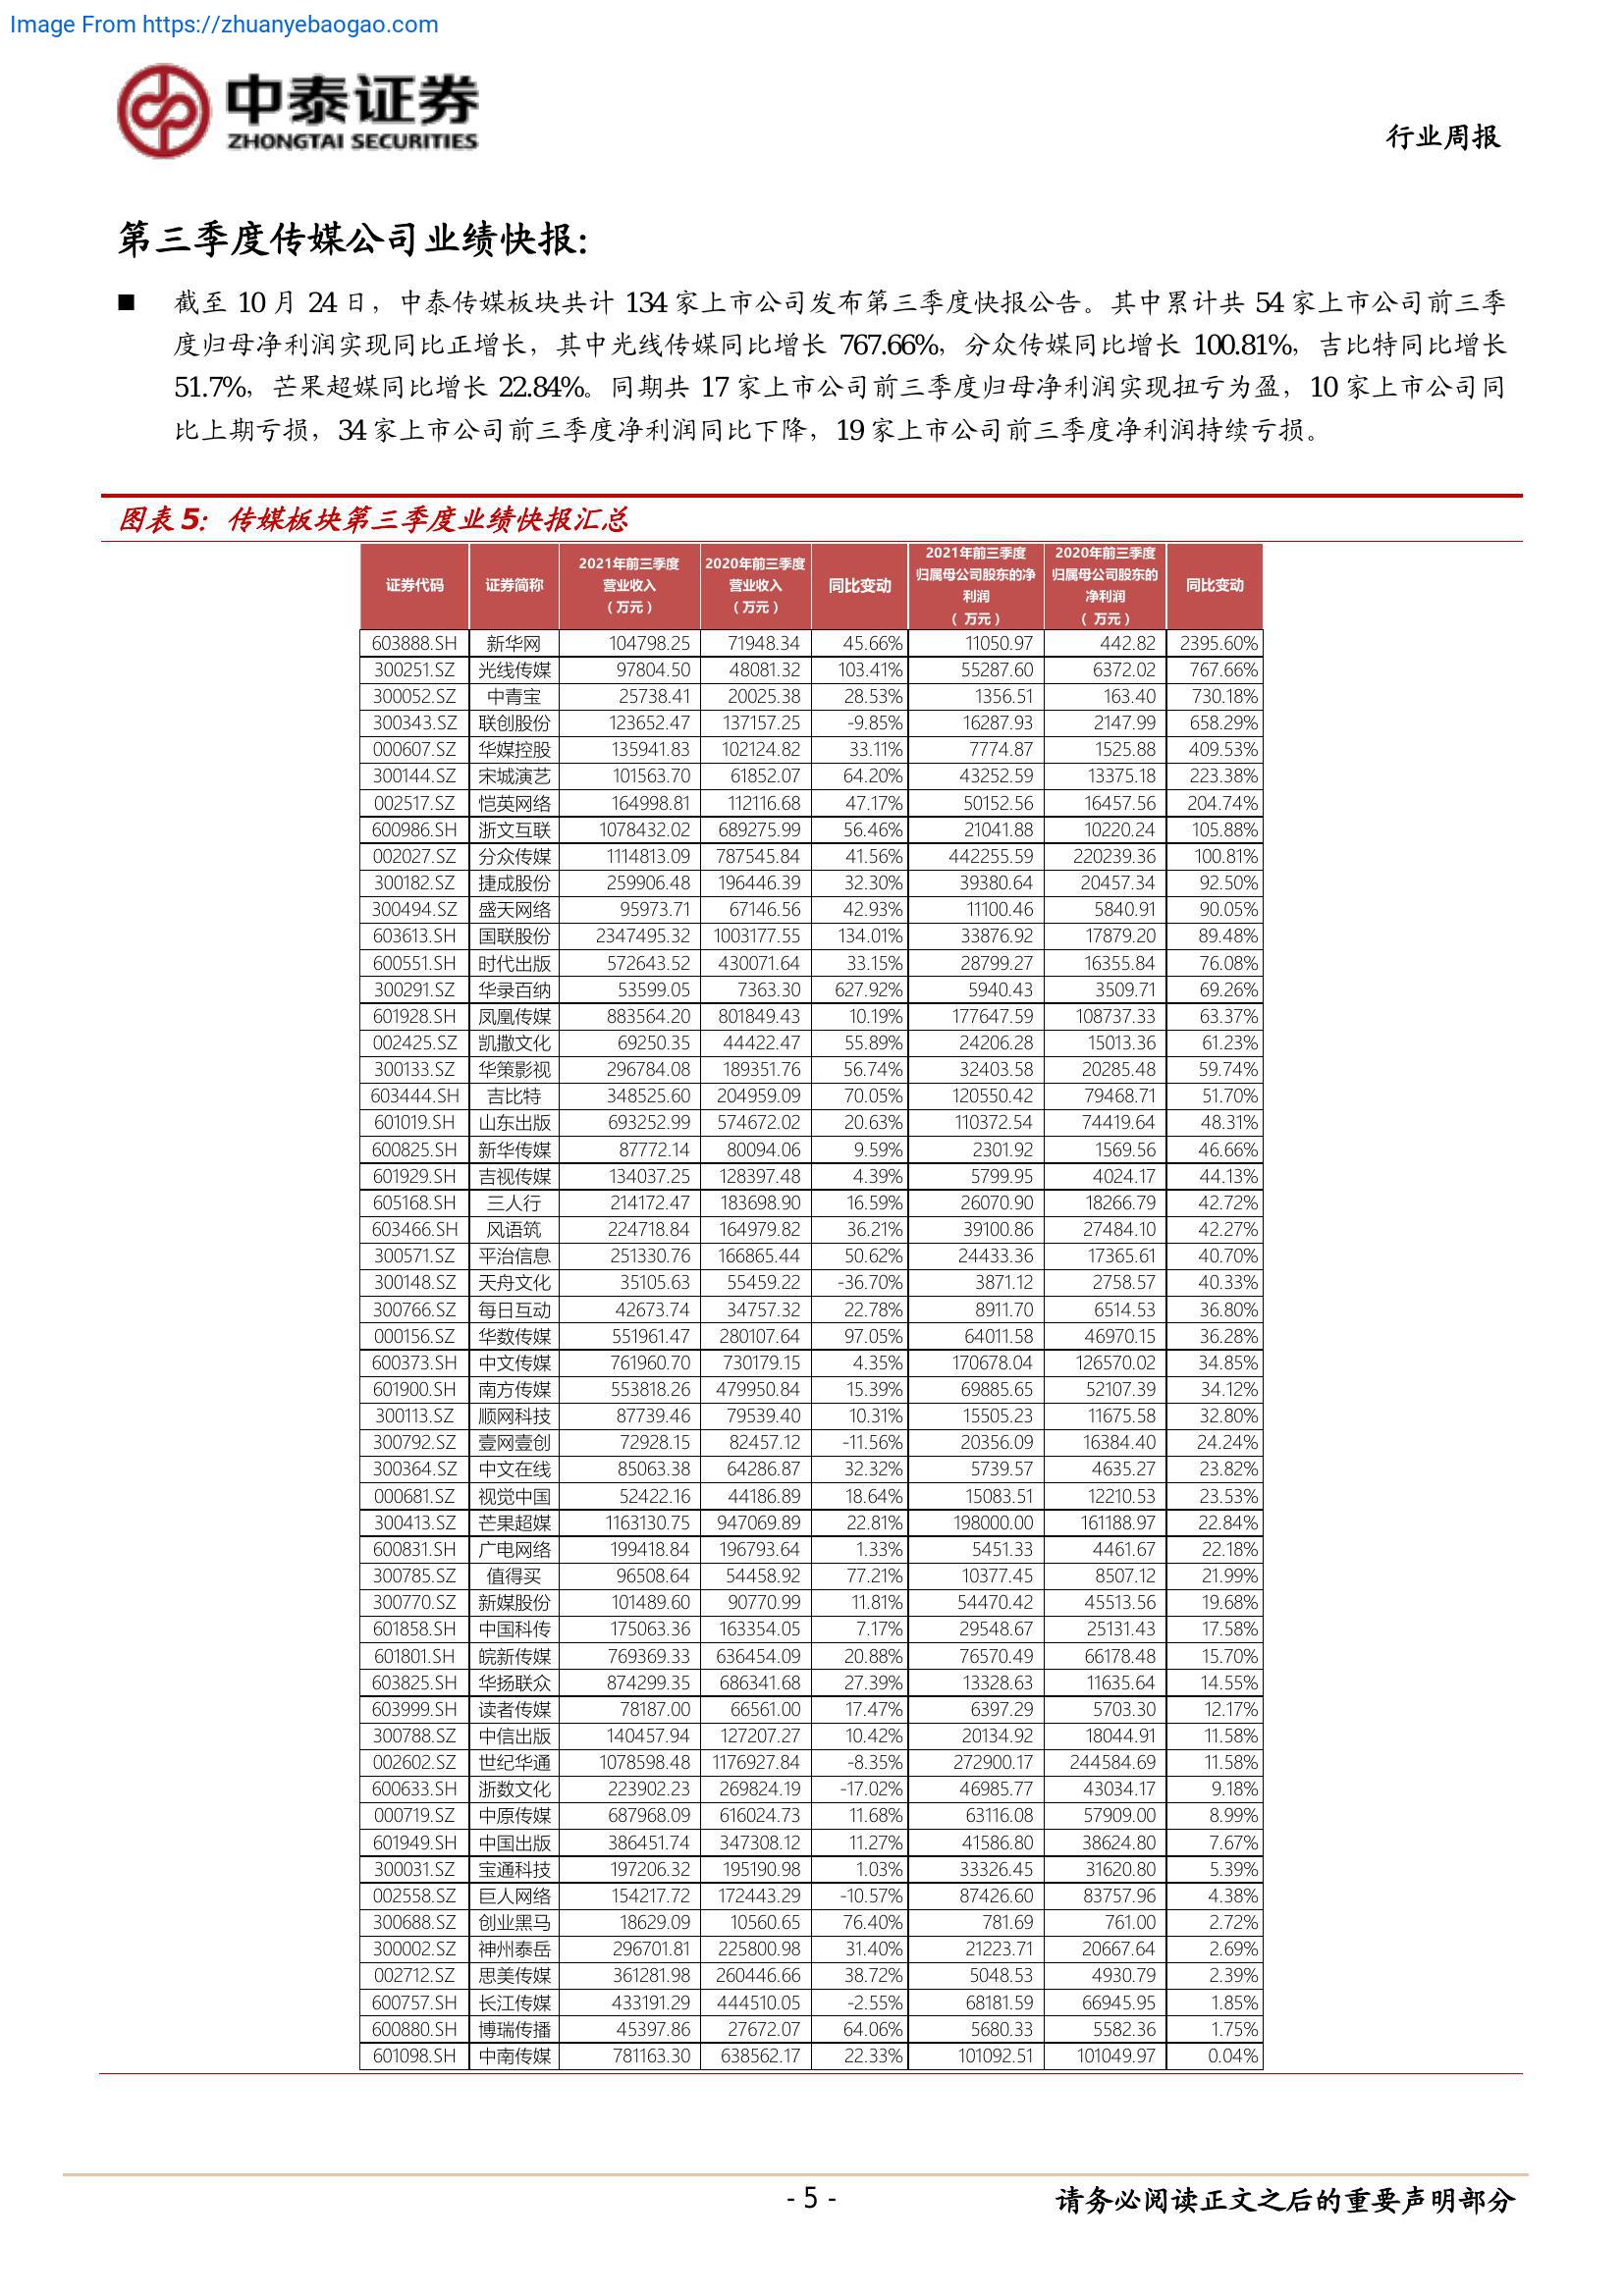 Image From https://zhuanyebaogao.com
中泰证券
ZHONGTAI SECURITIES
行业周报
第三季度传媒公司业绩快报：
■ 截至 10 月 24 日，中泰传媒板块共计 134 家上市公司发布第三季度快报公告。其中累计共 54 家上市公司前三季
度归母净利润实现同比正增长，其中光线传媒同比增长 767.66%，分众传媒同比增长 100.81%，吉比特同比增长
51.7%，芒果超媒同比增长 22.84%。同期共 17 家上市公司前三季度归母净利润实现扭亏为盈，10 家上市公司同
比上期亏损，34 家上市公司前三季度净利润同比下降，19 家上市公司前三季度净利润持续亏损。
图表 5：传媒板块第三季度业绩快报汇总
证券代码 证券简称 2021年前三季度营业收入（万元） 2020年前三季度营业收入（万元） 同比变动 2021年前三季度归属母公司股东的净利润（ 万元） 2020年前三季度归属母公司股东的净利润（ 万元） 同比变动
603888.SH 新华网 104798.25 71948.34 45.66% 11050.97 442.82 2395.60%
300251.SZ 光线传媒 97804.50 48081.32 103.41% 55287.60 6372.02 767.66%
300052.SZ 中青宝 25738.41 20025.38 28.53% 1356.51 163.40 730.18%
300343.SZ 联创股份 123652.47 137157.25 -9.85% 16287.93 2147.99 658.29%
000607.SZ 华媒控股 135941.83 102124.82 33.11% 7774.87 1525.88 409.53%
300144.SZ 宋城演艺 101563.70 61852.07 64.20% 43252.59 13375.18 223.38%
002517.SZ 恺英网络 164998.81 112116.68 47.17% 50152.56 16457.56 204.74%
600986.SH 浙文互联 1078432.02 689275.99 56.46% 21041.88 10220.24 105.88%
002027.SZ 分众传媒 1114813.09 787545.84 41.56% 442255.59 220239.36 100.81%
300182.SZ 捷成股份 259906.48 196446.39 32.30% 39380.64 20457.34 92.50%
300494.SZ 盛天网络 95973.71 67146.56 42.93% 11100.46 5840.91 90.05%
603613.SH 国联股份 2347495.32 1003177.55 134.01% 33876.92 17879.20 89.48%
600551.SH 时代出版 572643.52 430071.64 33.15% 28799.27 16355.84 76.08%
300291.SZ 华录百纳 53599.05 7363.30 627.92% 5940.43 3509.71 69.26%
601928.SH 凤凰传媒 883564.20 801849.43 10.19% 177647.59 108737.33 63.37%
002425.SZ 凯撒文化 69250.35 44422.47 55.89% 24206.28 15013.36 61.23%
300133.SZ 华策影视 296784.08 189351.76 56.74% 32403.58 20285.48 59.74%
603444.SH 吉比特 348525.60 204959.09 70.05% 120550.42 79468.71 51.70%
601019.SH 山东出版 693252.99 574672.02 20.63% 110372.54 74419.64 48.31%
600825.SH 新华传媒 87772.14 80094.06 9.59% 2301.92 1569.56 46.66%
601929.SH 吉视传媒 134037.25 128397.48 4.39% 5799.95 4024.17 44.13%
605168.SH 三人行 214172.47 183698.90 16.59% 26070.90 18266.79 42.72%
603466.SH 风语筑 224718.84 164979.82 36.21% 39100.86 27484.10 42.27%
300571.SZ 平治信息 251330.76 166865.44 50.62% 24433.36 17365.61 40.70%
300148.SZ 天舟文化 35105.63 55459.22 -36.70% 3871.12 2758.57 40.33%
300766.SZ 每日互动 42673.74 34757.32 22.78% 8911.70 6514.53 36.80%
000156.SZ 华数传媒 551961.47 280107.64 97.05% 64011.58 46970.15 36.28%
600373.SH 中文传媒 761960.70 730179.15 4.35% 170678.04 126570.02 34.85%
601900.SH 南方传媒 553818.26 479950.84 15.39% 69885.65 52107.39 34.12%
300113.SZ 顺网科技 87739.46 79539.40 10.31% 15505.23 11675.58 32.80%
300792.SZ 壹网壹创 72928.15 82457.12 -11.56% 20356.09 16384.40 24.24%
300364.SZ 中文在线 85063.38 64286.87 32.32% 5739.57 4635.27 23.82%
000681.SZ 视觉中国 52422.16 44186.89 18.64% 15083.51 12210.53 23.53%
300413.SZ 芒果超媒 1163130.75 947069.89 22.81% 198000.00 161188.97 22.84%
600831.SH 广电网络 199418.84 196793.64 1.33% 5451.33 4461.67 22.18%
300785.SZ 值得买 96508.64 54458.92 77.21% 10377.45 8507.12 21.99%
300770.SZ 新媒股份 101489.60 90770.99 11.81% 54470.42 45513.56 19.68%
601858.SH 中国科传 175063.36 163354.05 7.17% 29548.67 25131.43 17.58%
601801.SH 皖新传媒 769369.33 636454.09 20.88% 76570.49 66178.48 15.70%
603825.SH 华扬联众 874299.35 686341.68 27.39% 13328.63 11635.64 14.55%
603999.SH 读者传媒 78187.00 66561.00 17.47% 6397.29 5703.30 12.17%
300788.SZ 中信出版 140457.94 127207.27 10.42% 20134.92 18044.91 11.58%
002602.SZ 世纪华通 1078598.48 1176927.84 -8.35% 272900.17 244584.69 11.58%
600633.SH 浙数文化 223902.23 269824.19 -17.02% 46985.77 43034.17 9.18%
000719.SZ 中原传媒 687968.09 616024.73 11.68% 63116.08 57909.00 8.99%
601949.SH 中国出版 386451.74 347308.12 11.27% 41586.80 38624.80 7.67%
300031.SZ 宝通科技 197206.32 195190.98 1.03% 33326.45 31620.80 5.39%
002558.SZ 巨人网络 154217.72 172443.29 -10.57% 87426.60 83757.96 4.38%
300688.SZ 创业黑马 18629.09 10560.65 76.40% 781.69 761.00 2.72%
300002.SZ 神州泰岳 296701.81 225800.98 31.40% 21223.71 20667.64 2.69%
002712.SZ 思美传媒 361281.98 260446.66 38.72% 5048.53 4930.79 2.39%
600757.SH 长江传媒 433191.29 444510.05 -2.55% 68181.59 66945.95 1.85%
600880.SH 博瑞传播 45397.86 27672.07 64.06% 5680.33 5582.36 1.75%
601098.SH 中南传媒 781163.30 638562.17 22.33% 101092.51 101049.97 0.04%
- 5 -
请务必阅读正文之后的重要声明部分